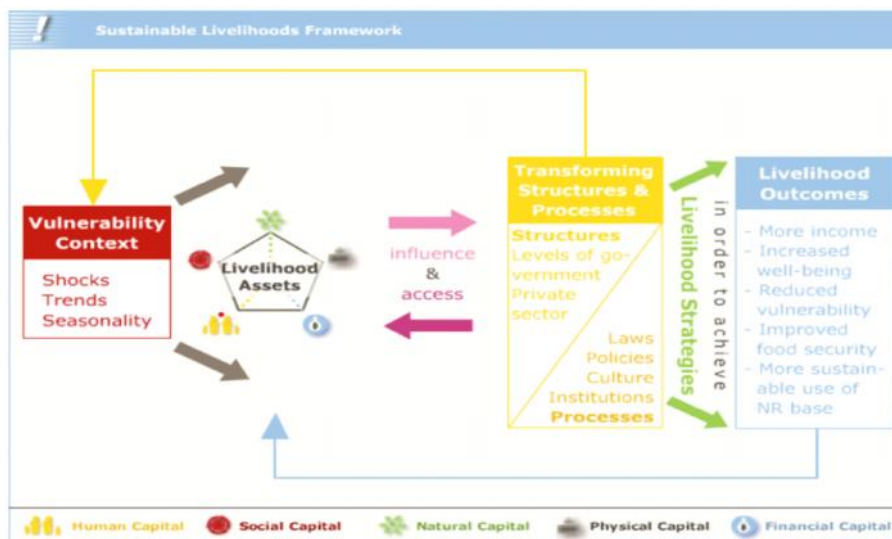 !
Sustainable Livelihoods Framework
Vulnerability
Context
Shocks
Trends
Seasonality
Livelihood
Assets
influence
&
access
Transforming
Structures &
Processes
Structures
Levels of go-
vernment
Private
sector
Laws
Policies
Culture
Institutions
Processes
Livelihood Strategies
in order to achieve
Livelihood
Outcomes
- More income
- Increased
well-being
- Reduced
vulnerability
- Improved
food security
- More sustain-
able use of
NR base
Human Capital
Social Capital
Natural Capital
Physical Capital
Financial Capital